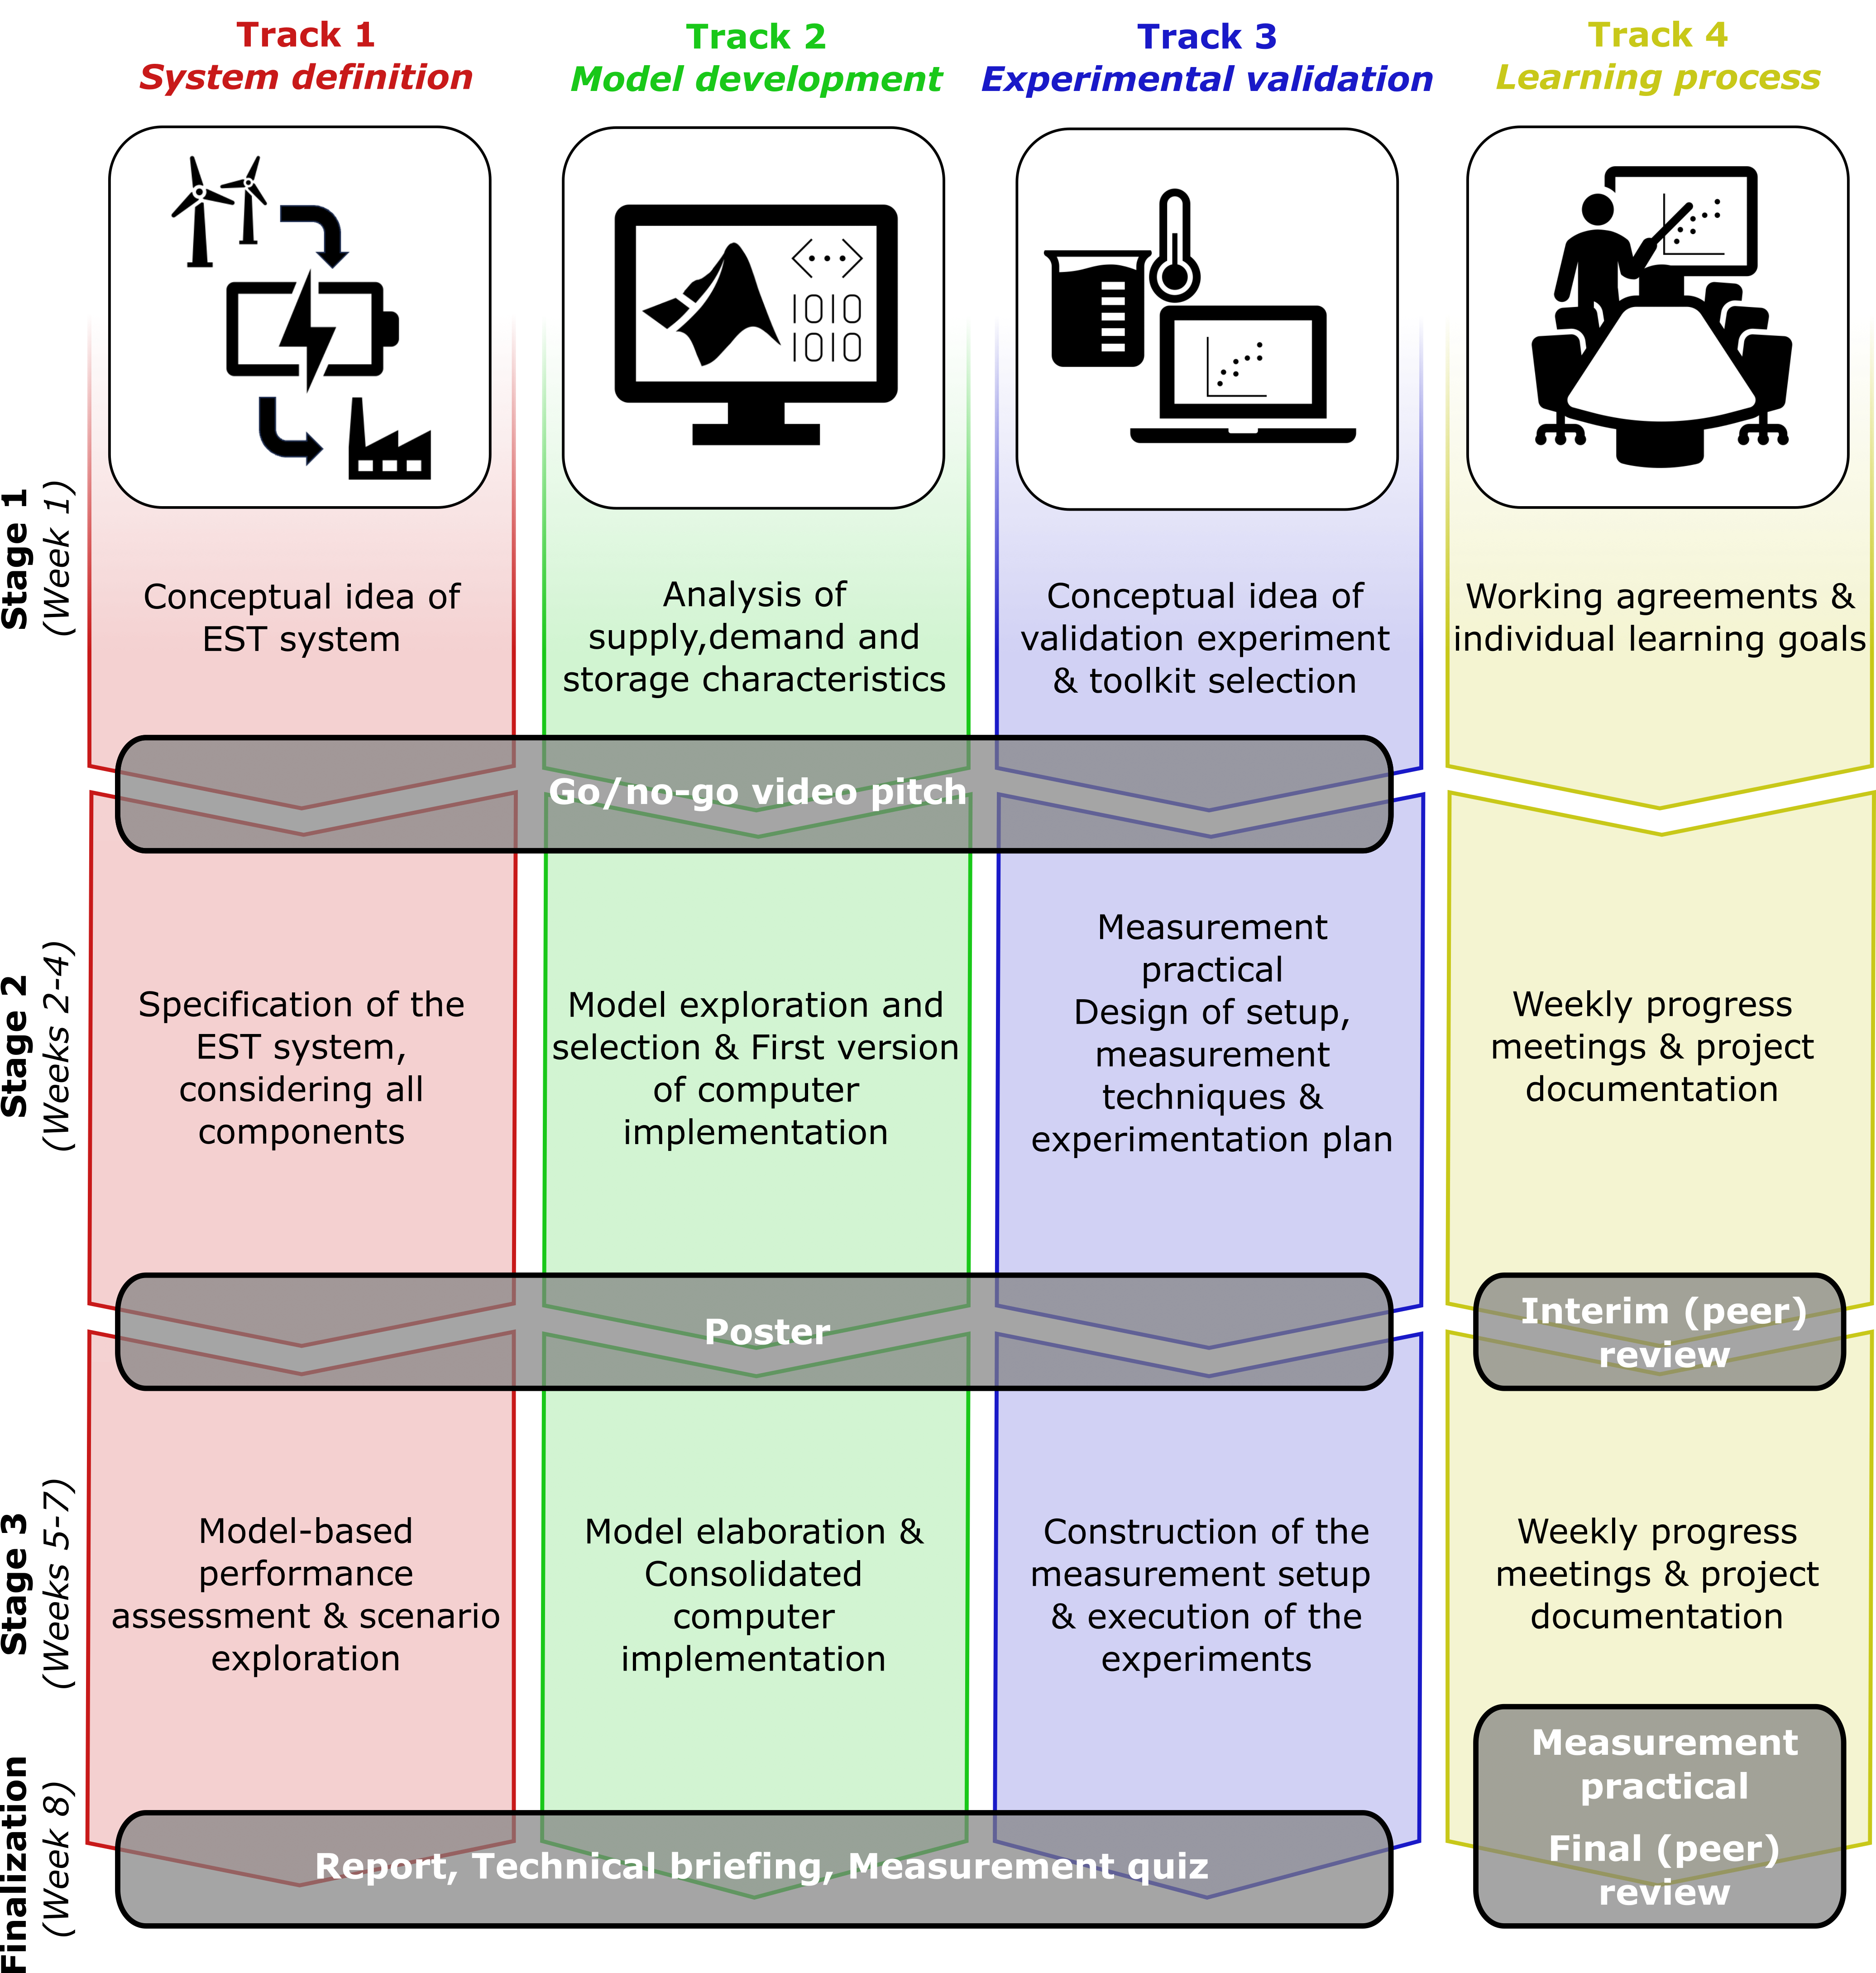 Track 1
System definition
Track 2
Model development
Track 3
Experimental validation
Track 4
Learning process
IOIO
IOIO
Stage 1
(Week 1)
Conceptual idea of
EST system
Analysis of
supply,demand and
storage characteristics
Conceptual idea of
validation experiment
& toolkit selection
Working agreements &
individual learning goals
Go/no-go video pitch
Stage 2
(Weeks 2-4)
Specification of the
EST system,
considering all
components
Model exploration and
selection & First version
of computer
implementation
Measurement
practical
Design of setup,
measurement
techniques &
experimentation plan
Weekly progress
meetings & project
documentation
Poster
Interim (peer)
review
Stage 3
(Weeks 5-7)
Model-based
performance
assessment & scenario
exploration
Model elaboration &
Consolidated
computer
implementation
Construction of the
measurement setup
& execution of the
experiments
Weekly progress
meetings & project
documentation
Finalization
(Week 8)
Report, Technical briefing, Measurement quiz
Measurement
practical
Final (peer)
review